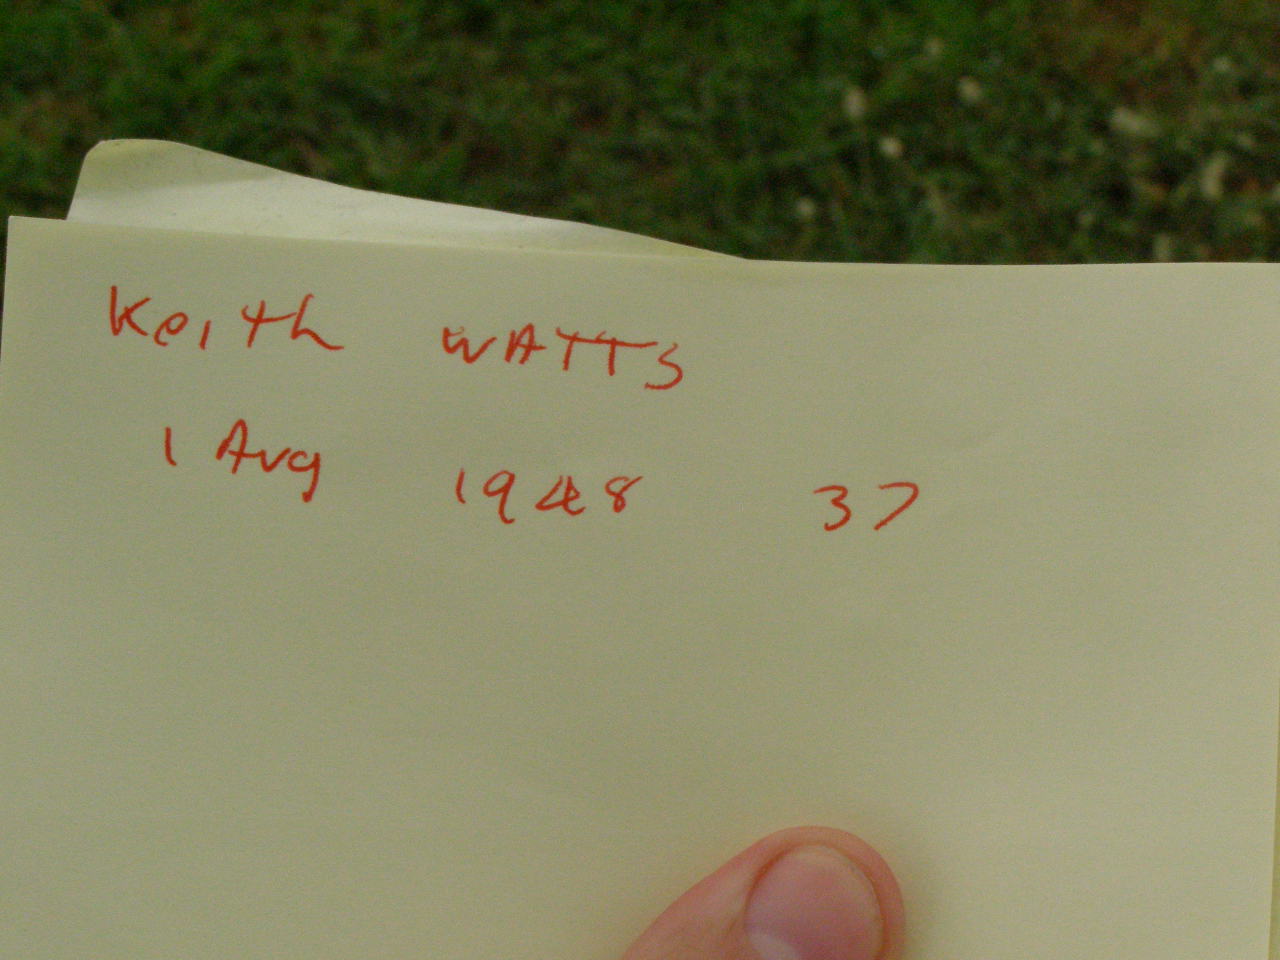 Keith WATTS
1 Aug 1948 37